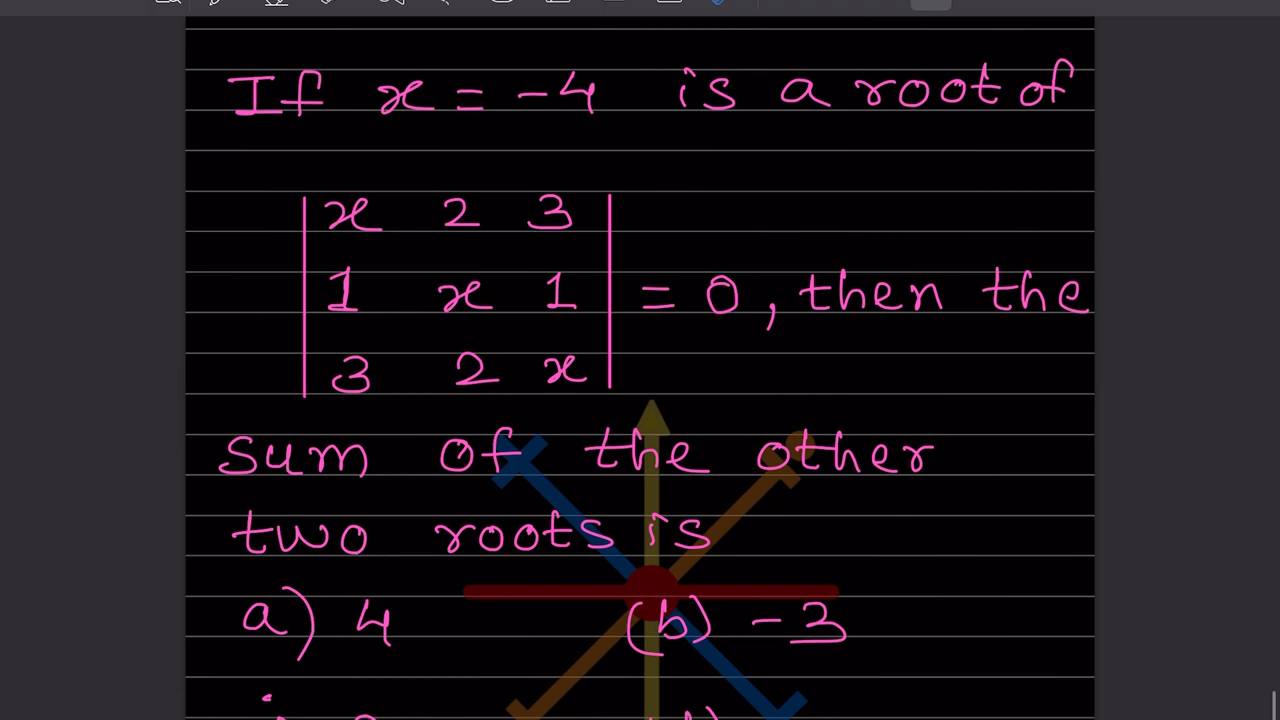 If x = -4 is a root of
| x 2 3 |
| 1 x 1 | = 0, then the
| 3 2 x |
sum of the other
two roots is
a) 4 (b) -3